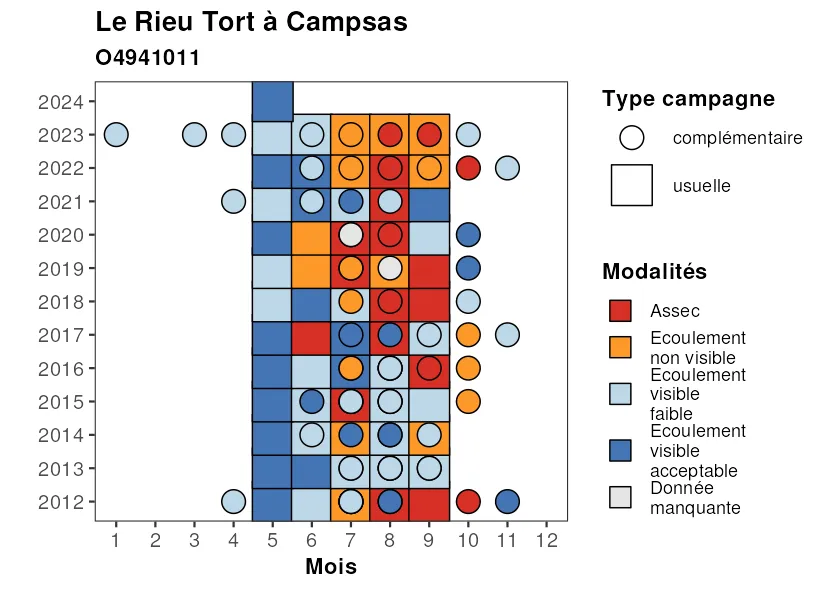 Le Rieu Tort à Campsas
O4941011
2024
2023
2022
2021
2020
2019
2018
2017
2016
2015
2014
2013
2012
1 2 3 4 5 6 7 8 9 10 11 12
Mois
Type campagne
complémentaire
usuelle
Modalités
Assec
Ecoulement
non visible
Ecoulement
visible
faible
Ecoulement
visible
acceptable
Donnée
manquante